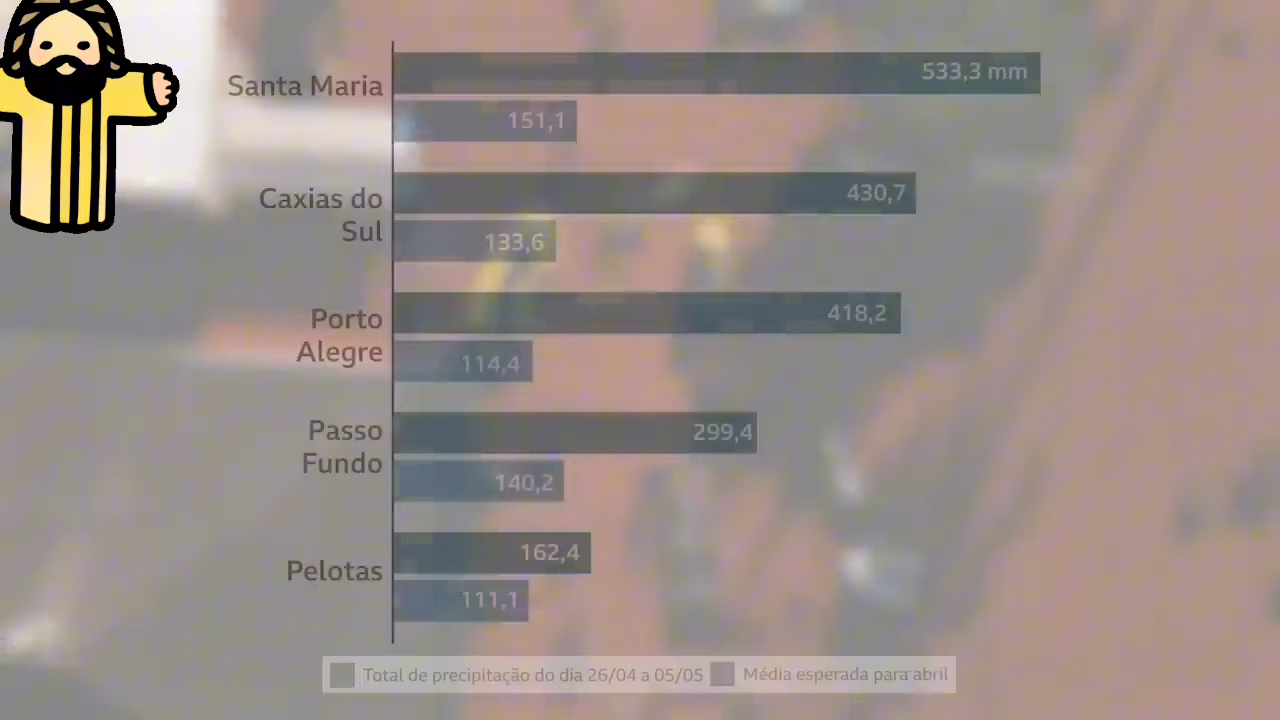 Santa Maria
533,3 mm
151,1
Caxias do
Sul
430,7
133,6
Porto
Alegre
418,2
114,4
Passo
Fundo
299,4
140,2
Pelotas
162,4
111,1
Total de precipitação do dia 26/04 a 05/05
Média esperada para abril